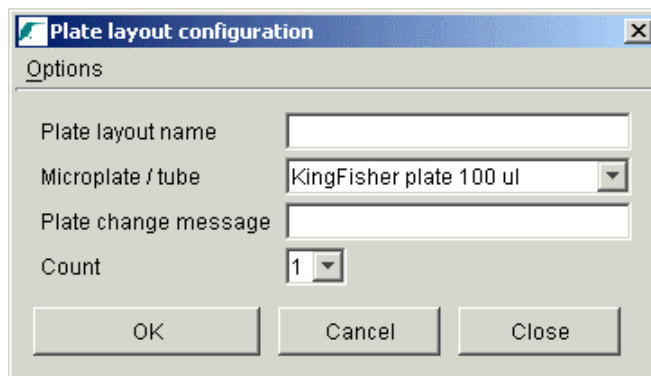 Plate layout configuration
Options
Plate layout name
Microplate / tube KingFisher plate 100 ul
Plate change message
Count 1
OK Cancel Close